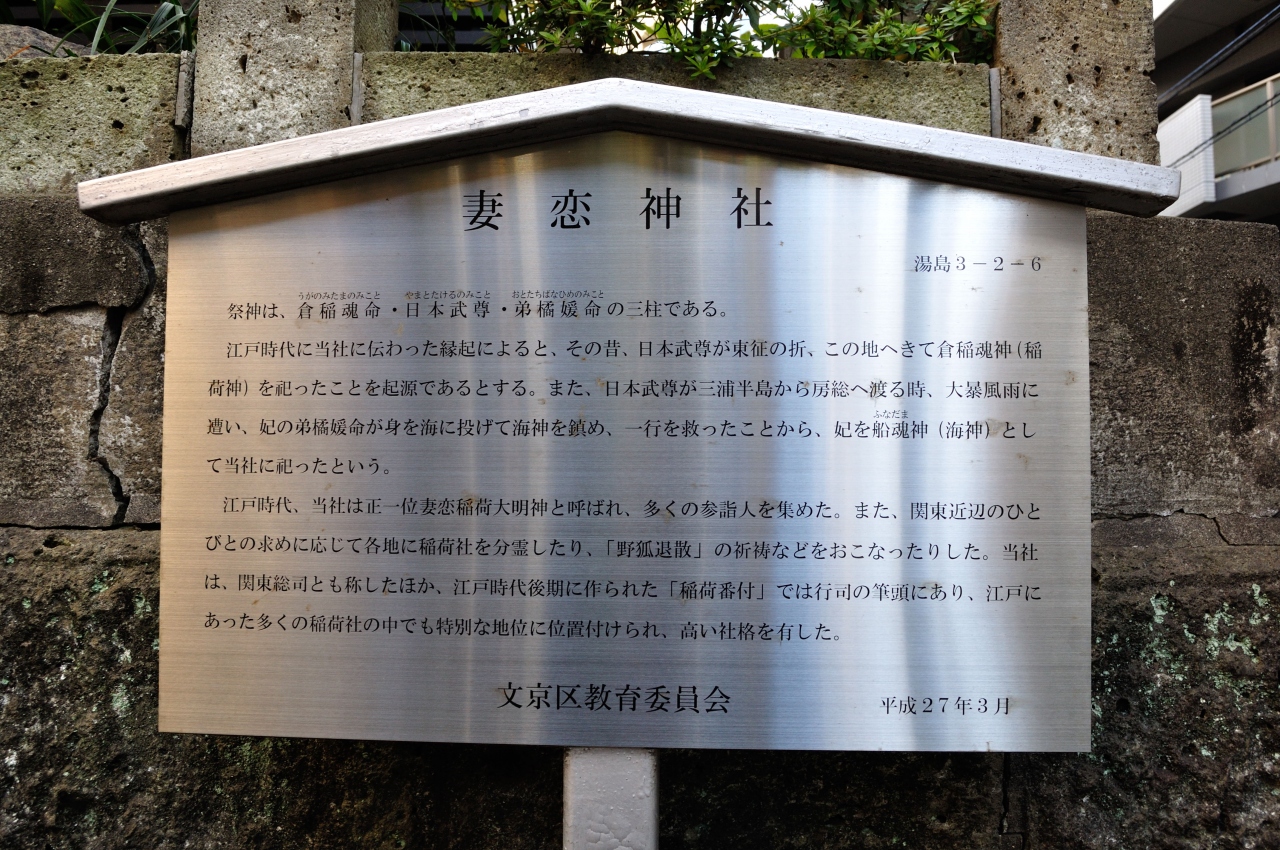 妻恋神社
湯島3-2-6
うがのみたまのみこと やまとたけるのみこと おとたちばなひめのみこと
祭神は、倉稲魂命・日本武尊・弟橘媛命の三柱である。
江戸時代に当社に伝わった縁起によると、その昔、日本武尊が東征の折、この地へきて倉稲魂神(稲
荷神)を祀ったことを起源であるとする。また、日本武尊が三浦半島から房総へ渡る時、大暴風雨に
ふなだま
遭い、妃の弟橘媛命が身を海に投げて海神を鎮め、一行を救ったことから、妃を船魂神(海神)とし
て当社に祀ったという。
江戸時代、当社は正一位妻恋稲荷大明神と呼ばれ、多くの参詣人を集めた。また、関東近辺のひと
びとの求めに応じて各地に稲荷社を分霊したり、「野狐退散」の祈祷などをおこなったりした。当社
は、関東総司とも称したほか、江戸時代後期に作られた「稲荷番付」では行司の筆頭にあり、江戸に
あった多くの稲荷社の中でも特別な地位に位置付けられ、高い社格を有した。
文京区教育委員会
平成27年3月